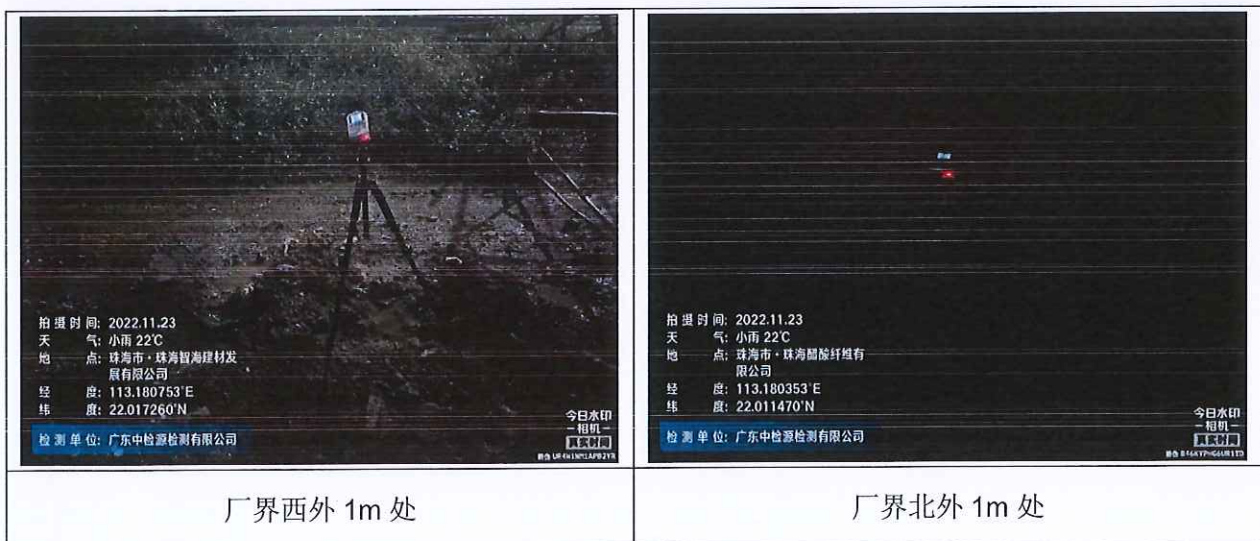 拍摄时间: 2022.11.23
天 气: 小雨 22℃
地 点: 珠海市·珠海智海建材发
展有限公司
经 度: 113.180753°E
纬 度: 22.017260°N
检测单位: 广东中检源检测有限公司
今日水印
-相机-
真实时间
防伪
厂界西外 1m 处
拍摄时间: 2022.11.23
天 气: 小雨 22℃
地 点: 珠海市·珠海醋酸纤维有
限公司
经 度: 113.180353°E
纬 度: 22.011470°N
检测单位: 广东中检源检测有限公司
今日水印
-相机-
真实时间
防伪
厂界北外 1m 处